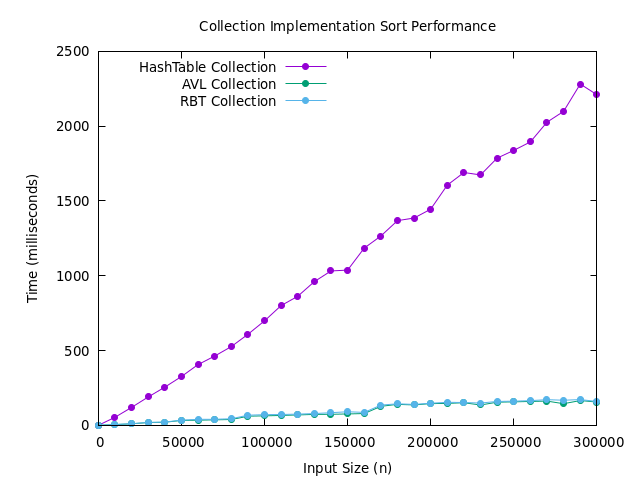 Collection Implementation Sort Performance
HashTable Collection
AVL Collection
RBT Collection
Time (milliseconds)
2500
2000
1500
1000
500
0
0 50000 100000 150000 200000 250000 300000
Input Size (n)